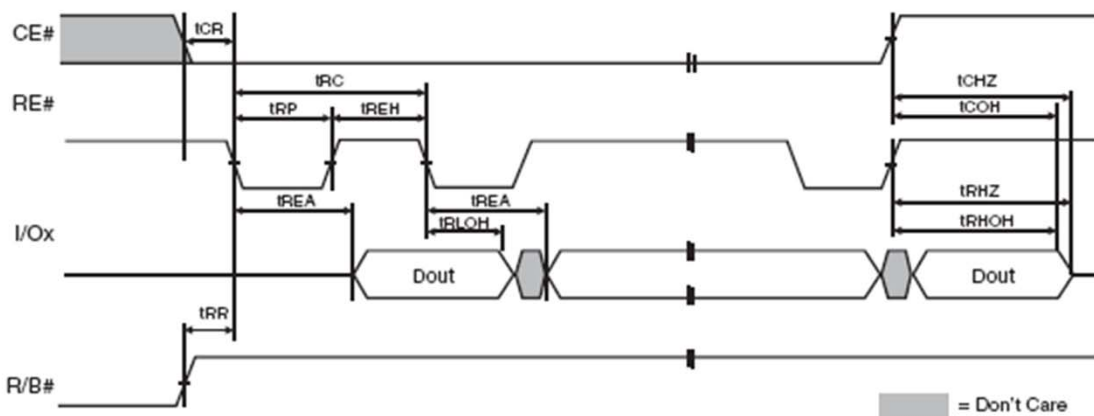 CE#
tCR
tRC
tCHZ
RE#
tRP
tREH
tCOH
tREA
tREA
tRHZ
tRLOH
tRHOH
I/Ox
Dout
Dout
tRR
R/B#
= Don't Care